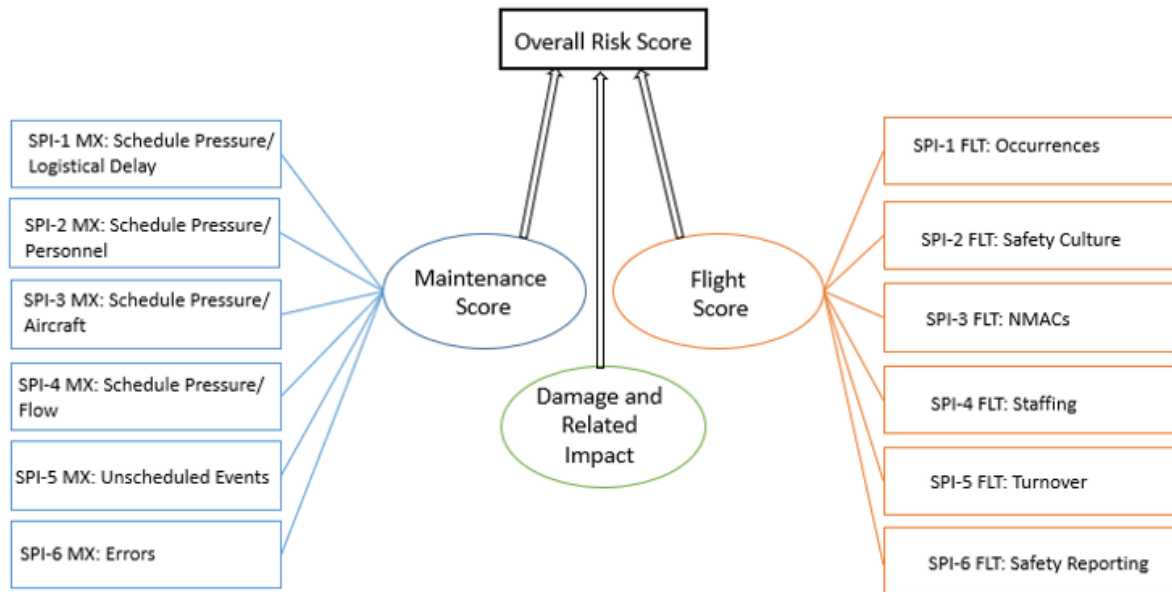 Overall Risk Score
SPI-1 MX: Schedule Pressure/
Logistical Delay
SPI-2 MX: Schedule Pressure/
Personnel
SPI-3 MX: Schedule Pressure/
Aircraft
SPI-4 MX: Schedule Pressure/
Flow
SPI-5 MX: Unscheduled Events
SPI-6 MX: Errors
Maintenance
Score
Damage and
Related
Impact
Flight
Score
SPI-1 FLT: Occurrences
SPI-2 FLT: Safety Culture
SPI-3 FLT: NMACs
SPI-4 FLT: Staffing
SPI-5 FLT: Turnover
SPI-6 FLT: Safety Reporting